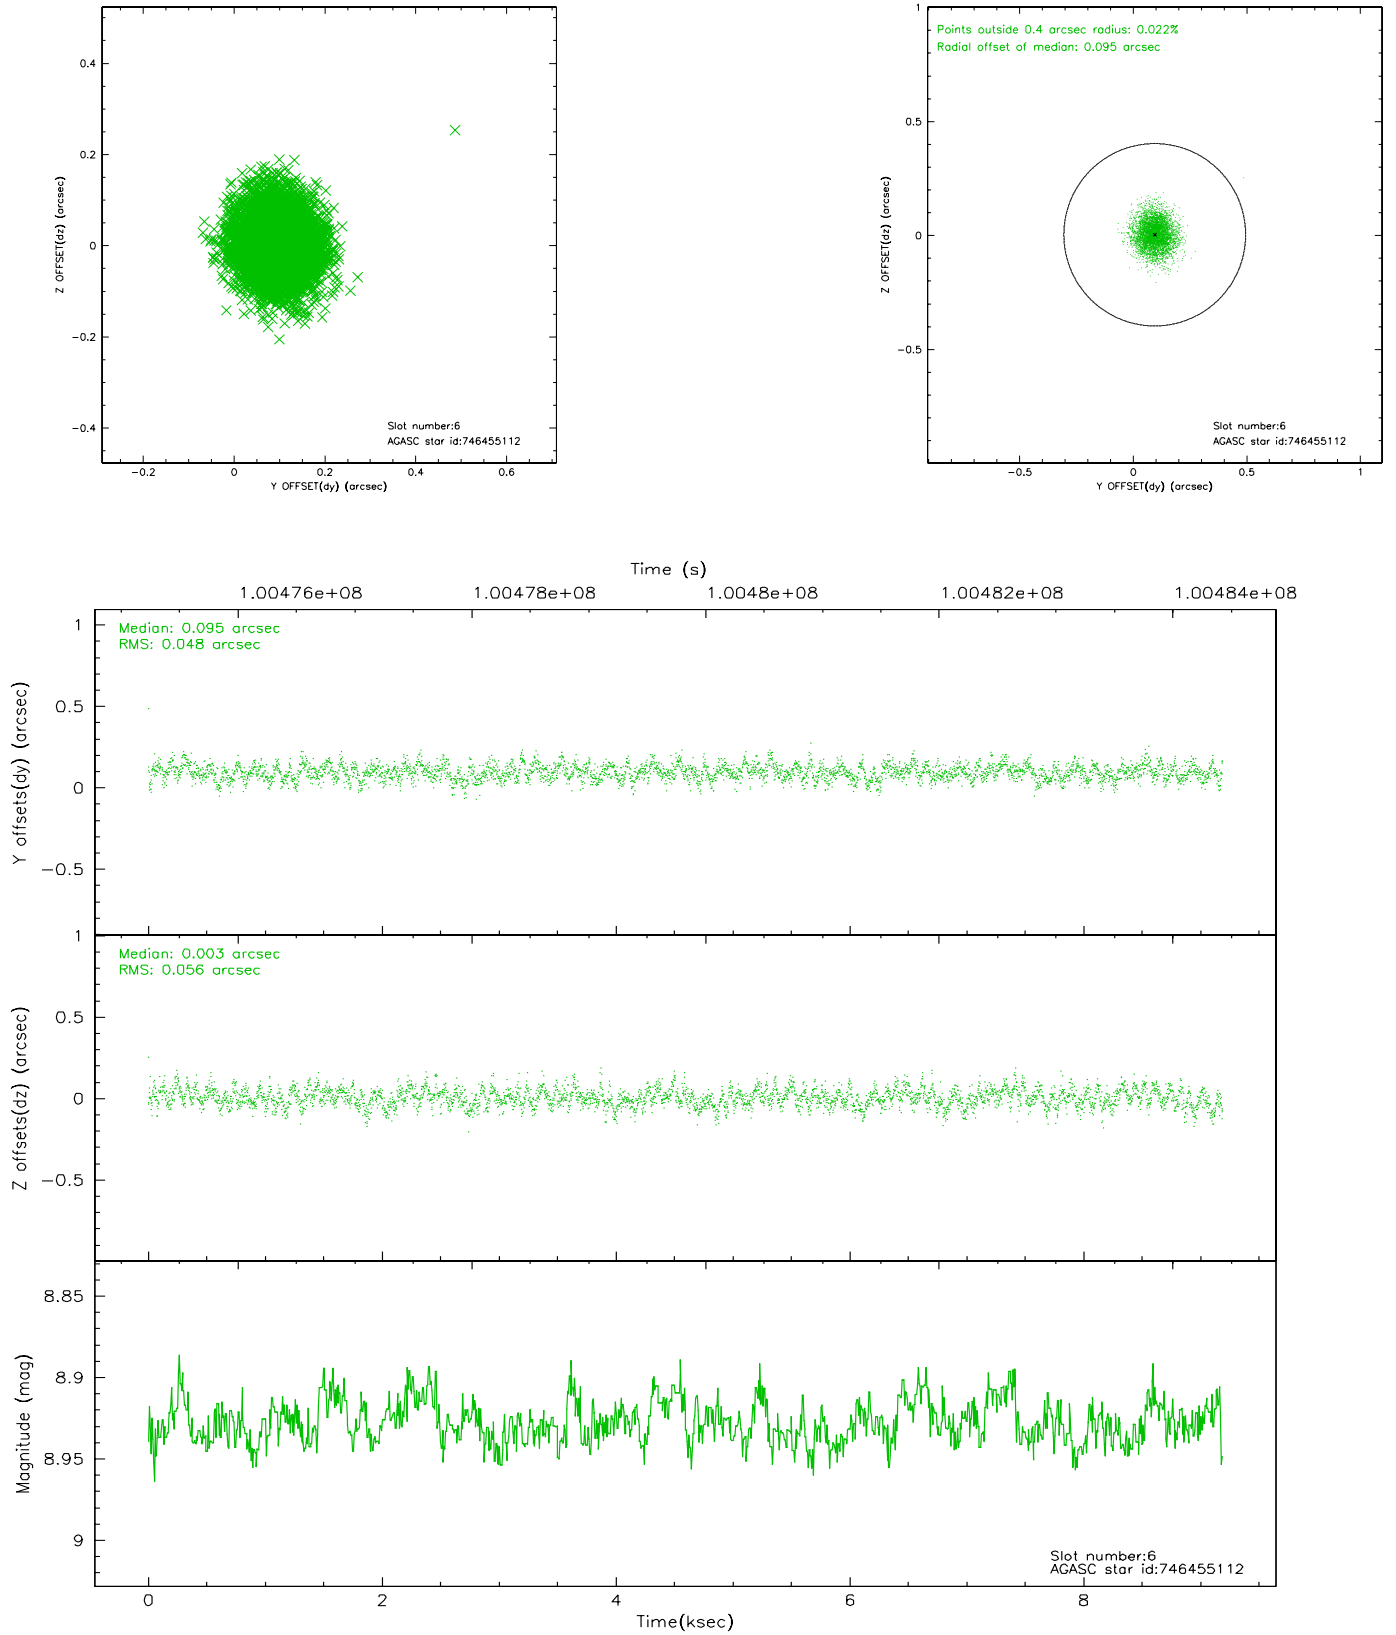 0.4
0.2
0
-0.2
-0.4
Z OFFSET(dz) (arcsec)
Slot number:6
AGASC star id:746455112
-0.2 0 0.2 0.4 0.6
Y OFFSET(dy) (arcsec)
Points outside 0.4 arcsec radius: 0.022%
Radial offset of median: 0.095 arcsec
1
0.5
0
-0.5
Z OFFSET(dz) (arcsec)
Slot number:6
AGASC star id:746455112
-0.5 0 0.5 1
Y OFFSET(dy) (arcsec)
Time (s)
1.00476e+08 1.00478e+08 1.0048e+08 1.00482e+08 1.00484e+08
Median: 0.095 arcsec
RMS: 0.048 arcsec
1
0.5
0
-0.5
Y offsets(dy) (arcsec)
Median: 0.003 arcsec
RMS: 0.056 arcsec
1
0.5
0
-0.5
Z offsets(dz) (arcsec)
8.85
8.9
8.95
9
Magnitude (mag)
Slot number:6
AGASC star id:746455112
0 2 4 6 8
Time(ksec)